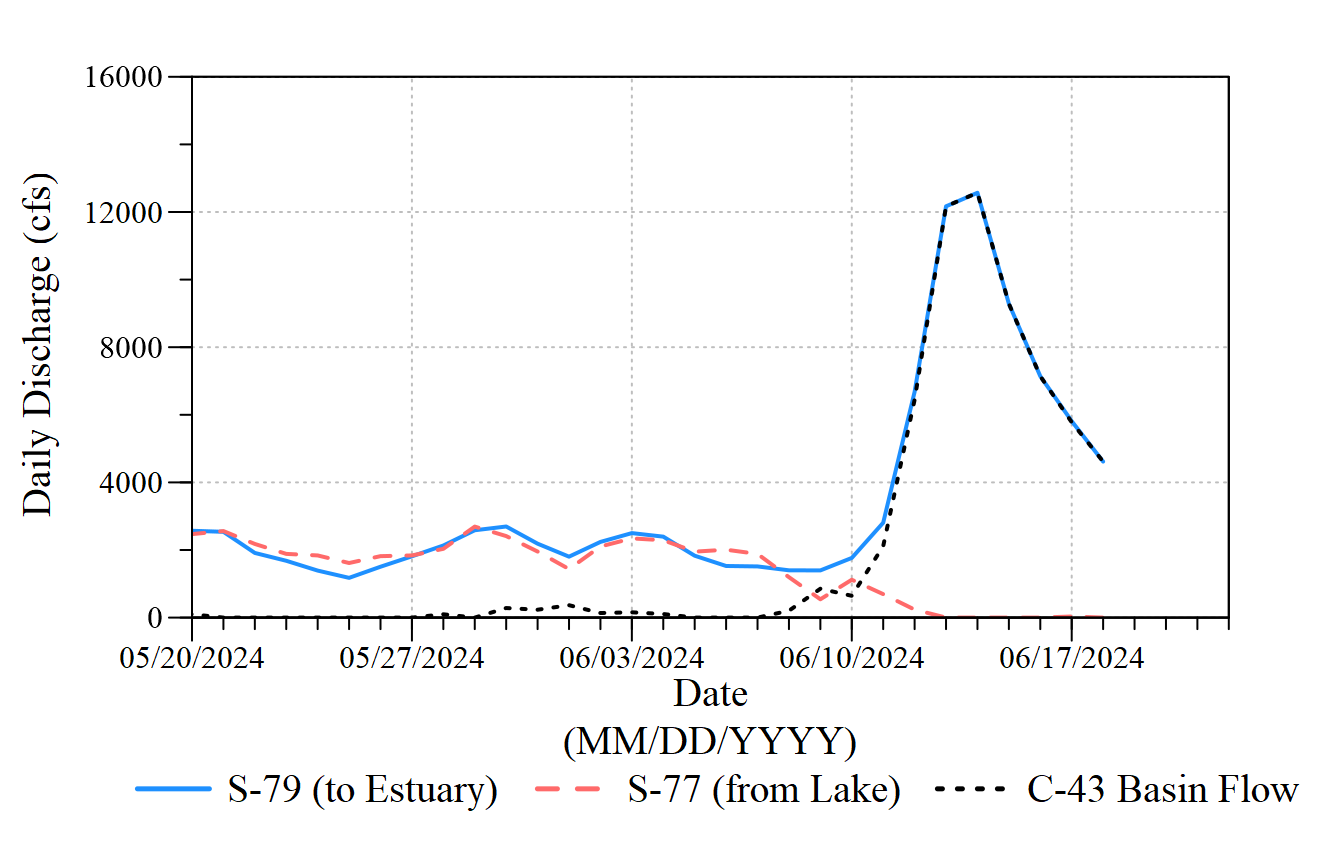 16000
12000
8000
4000
0
Daily Discharge (cfs)
05/20/2024 05/27/2024 06/03/2024 06/10/2024 06/17/2024
Date
(MM/DD/YYYY)
S-79 (to Estuary) S-77 (from Lake) C-43 Basin Flow